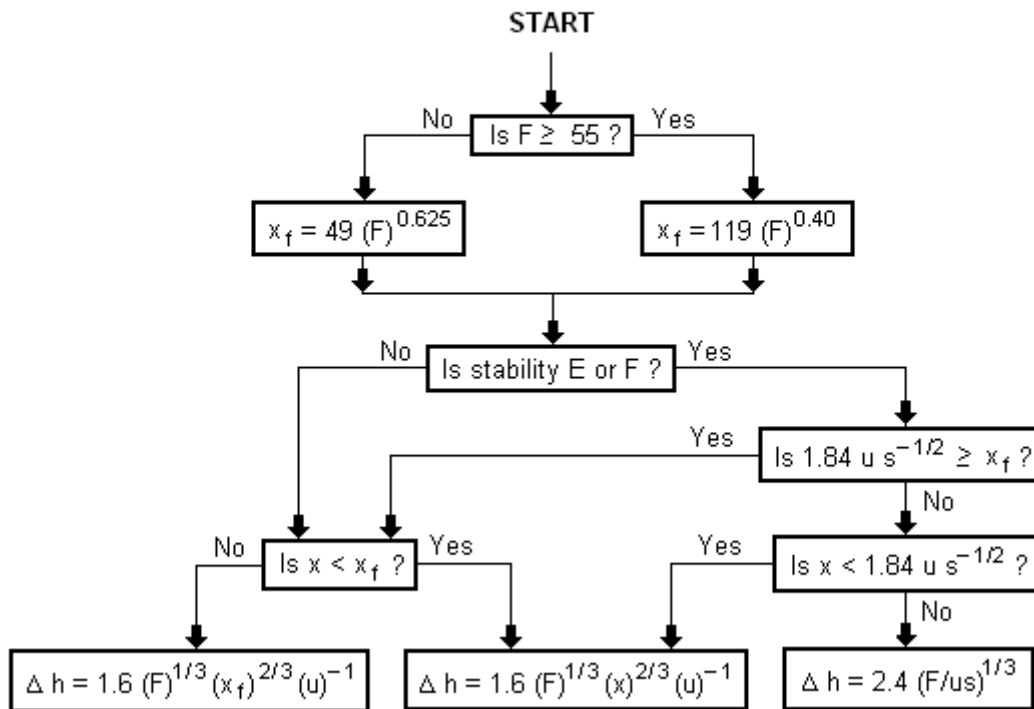 START
No
Yes
Is F ≥ 55 ?
x_f = 49 (F)^0.625
x_f = 119 (F)^0.40
No
Yes
Is stability E or F ?
Yes
Is 1.84 u s^−1/2 ≥ x_f ?
No
No
Yes
Yes
Is x < x_f ?
Is x < 1.84 u s^−1/2 ?
No
Δ h = 1.6 (F)^1/3 (x_f)^2/3 (u)^−1
Δ h = 1.6 (F)^1/3 (x)^2/3 (u)^−1
Δ h = 2.4 (F/us)^1/3